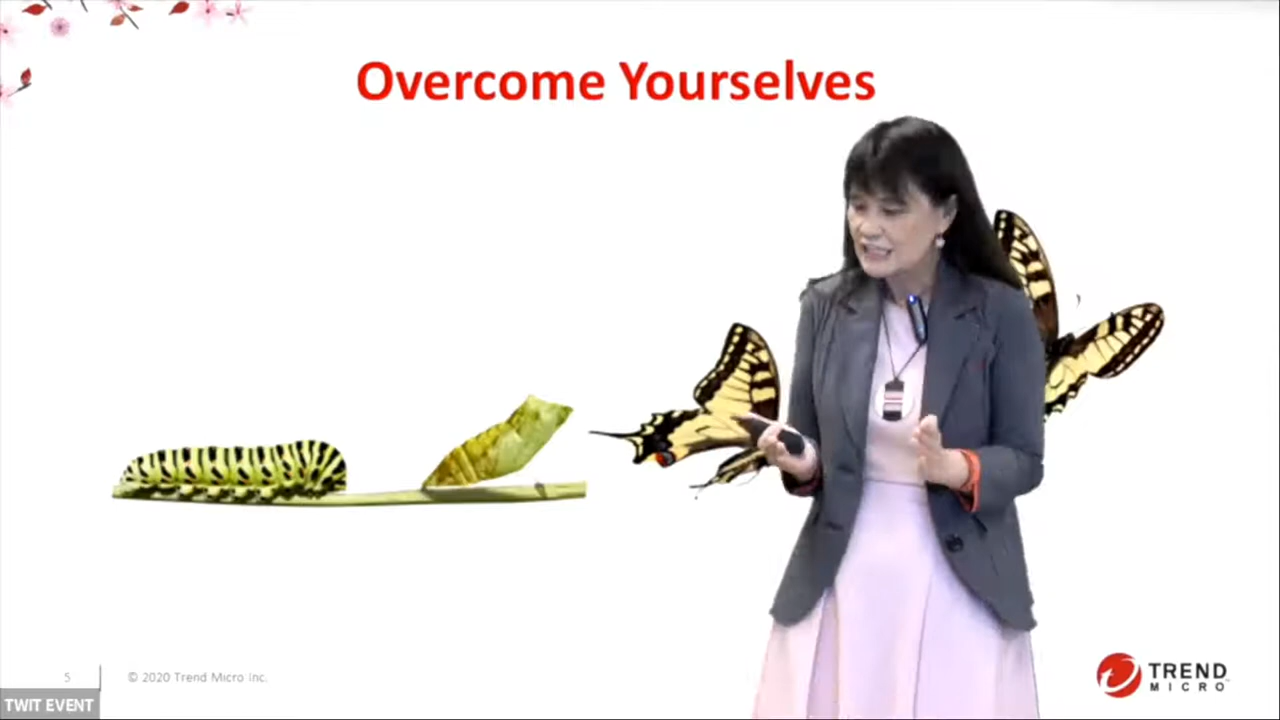 Overcome Yourselves
5
© 2020 Trend Micro Inc.
TREND
MICRO
TWIT EVENT